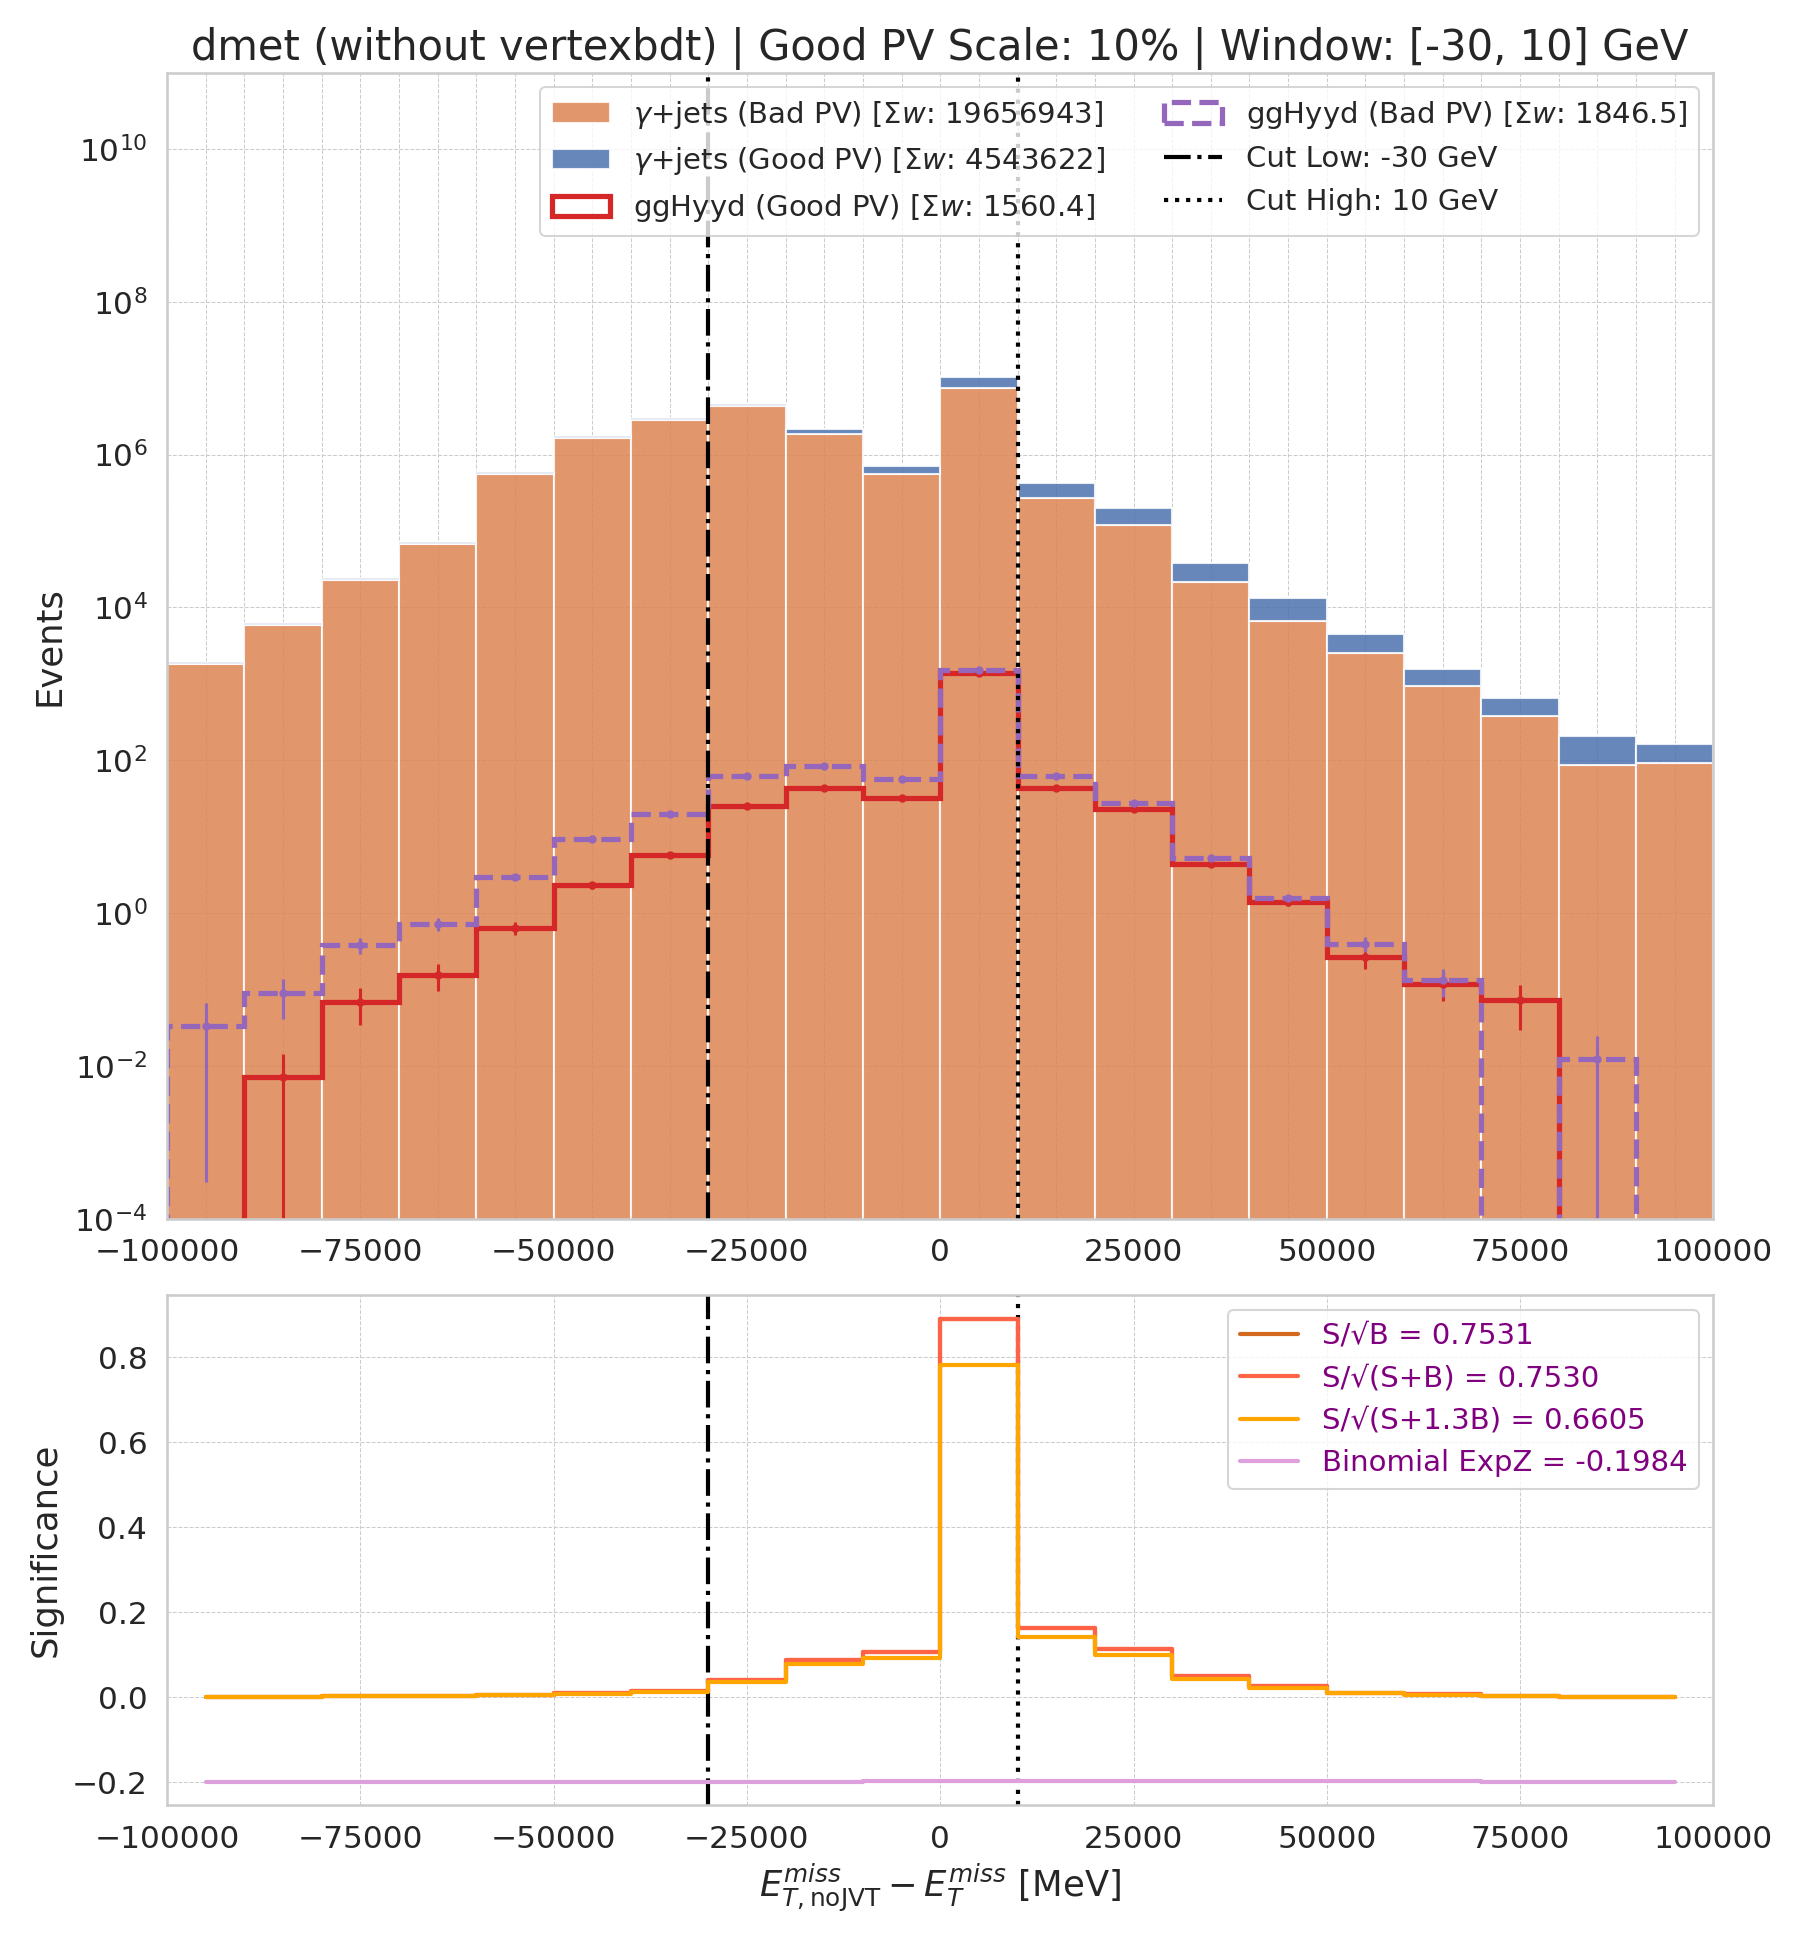 dmet (without vertexbdt) | Good PV Scale: 10% | Window: [-30, 10] GeV
γ+jets (Bad PV) [Σw: 19656943]
γ+jets (Good PV) [Σw: 4543622]
ggHyyd (Good PV) [Σw: 1560.4]
ggHyyd (Bad PV) [Σw: 1846.5]
Cut Low: -30 GeV
Cut High: 10 GeV
10^10
10^8
10^6
10^4
10^2
10^0
10^−2
10^−4
Events
−100000 −75000 −50000 −25000 0 25000 50000 75000 100000
S/√B = 0.7531
S/√(S+B) = 0.7530
S/√(S+1.3B) = 0.6605
Binomial ExpZ = -0.1984
0.8
0.6
0.4
0.2
0.0
−0.2
Significance
−100000 −75000 −50000 −25000 0 25000 50000 75000 100000
E_{T,noJVT}^{miss} − E_T^{miss} [MeV]